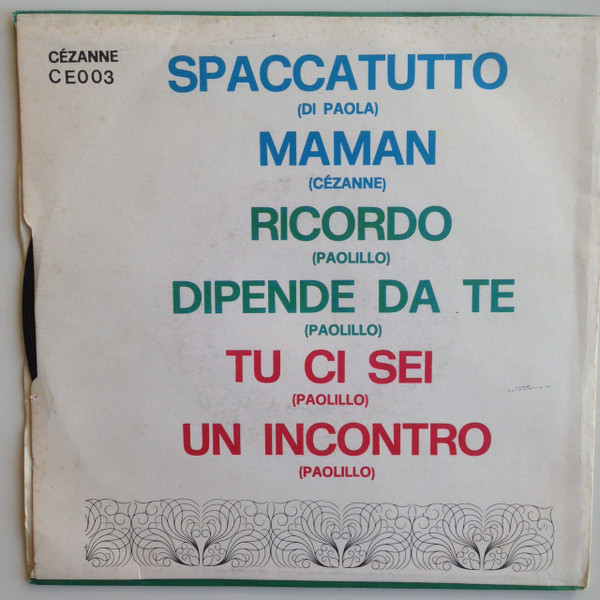 CÉZANNE
CE003
SPACCATUTTO
(DI PAOLA)
MAMAN
(CÉZANNE)
RICORDO
(PAOLILLO)
DIPENDE DA TE
(PAOLILLO)
TU CI SEI
(PAOLILLO)
UN INCONTRO
(PAOLILLO)